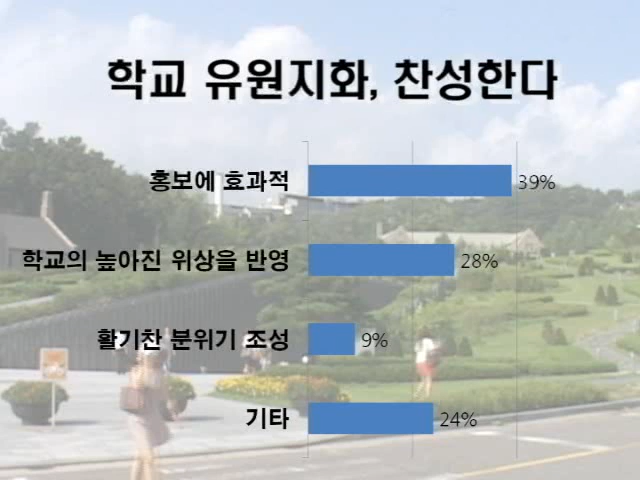 학교 유원지화, 찬성한다
홍보에 효과적 39%
학교의 높아진 위상을 반영 28%
활기찬 분위기 조성 9%
기타 24%